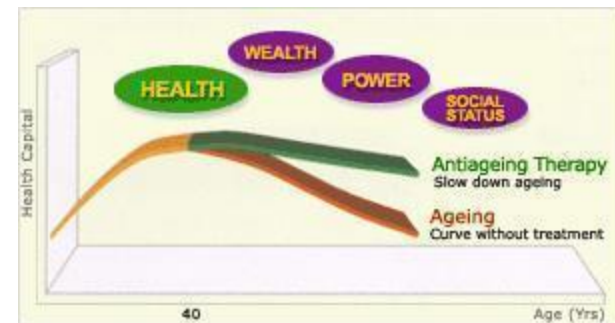 WEALTH
HEALTH
POWER
SOCIAL
STATUS
Health Capital
Antiageing Therapy
Slow down ageing
Ageing
Curve without treatment
40
Age (Yrs)